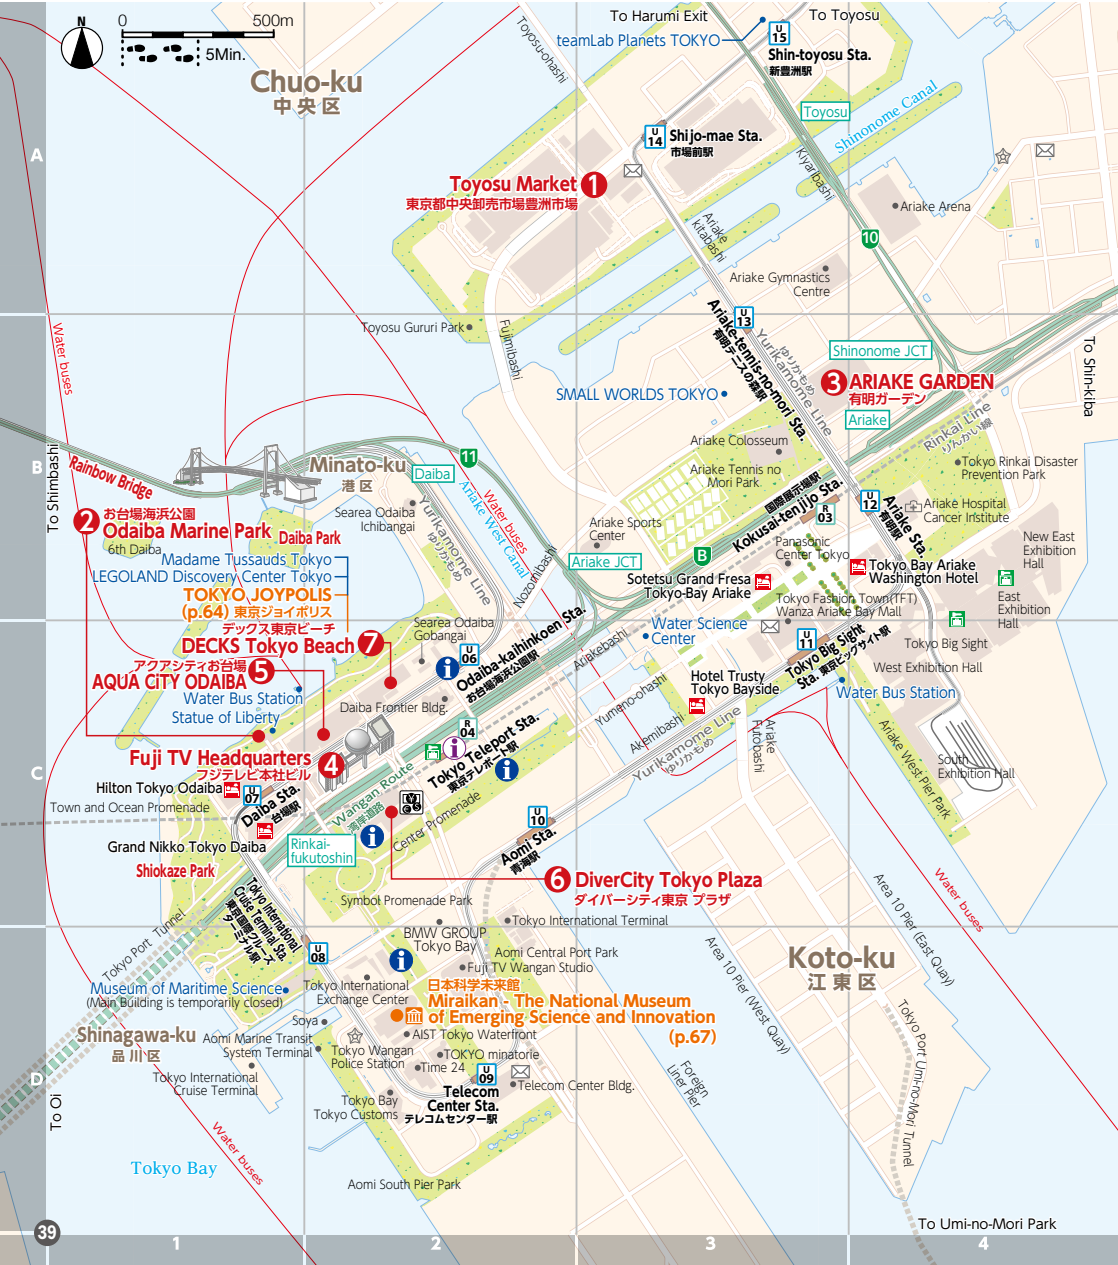 N
0
500m
5Min.
Chuo-ku
中央区
To Harumi Exit
To Toyosu
teamLab Planets TOKYO
U
15
Shin-toyosu Sta.
新豊洲駅
Toyosu-ohashi
Toyosu
Shinonome Canal
U
14
Shijo-mae Sta.
市場前駅
A
Kiyaribashi
Toyosu Market
1
東京都中央卸売市場豊洲市場
Ariake Arena
Ariake
kitabashi
10
Ariake Gymnastics
Centre
U
13
Toyosu Gururi Park
Fujimibashi
Water buses
Ariake-tennis-no-mori Sta.
有明テニスの森駅
Yurikamome Line
ゆりかもめ
Shinonome JCT
To Shin-kiba
3
ARIAKE GARDEN
有明ガーデン
SMALL WORLDS TOKYO
Ariake
Rinkai Line
りんかい線
Ariake Colosseum
B
Rainbow Bridge
To Shimbashi
Minato-ku
港区
Daiba
11
Ariake West Canal
Water buses
Ariake Tennis no
Mori Park
国際展示場駅
Kokusai-tenjijo Sta.
Tokyo Rinkai Disaster
Prevention Park
U
12
Ariake Sta.
有明駅
R
03
Ariake Hospital
Cancer Institute
2
お台場海浜公園
Odaiba Marine Park
6th Daiba
Daiba Park
Searea Odaiba
Ichibangai
Yurikamome Line
ゆりかもめ
Ariake Sports
Center
Ariake JCT
B
Panasonic
Center Tokyo
New East
Exhibition
Hall
Madame Tussauds Tokyo
LEGOLAND Discovery Center Tokyo
TOKYO JOYPOLIS
(p.64) 東京ジョイポリス
Nozomibashi
Sotetsu Grand Fresa
Tokyo-Bay Ariake
Tokyo Bay Ariake
Washington Hotel
East
Exhibition
Hall
Tokyo Fashion Town(TFT)
Wanza Ariake Bay Mall
デックス東京ビーチ
DECKS Tokyo Beach
7
Searea Odaiba
Gobangai
U
06
Odaiba-kaihinkoen Sta.
お台場海浜公園駅
Ariakebashi
Water Science
Center
U
11
Tokyo Big Sight
Sta. 東京ビッグサイト駅
Tokyo Big Sight
West Exhibition Hall
アクアシティお台場
AQUA CiTY ODAIBA
5
Water Bus Station
Statue of Liberty
Daiba Frontier Bldg.
Hotel Trusty
Tokyo Bayside
Water Bus Station
Yumeno-ohashi
Akemibashi
Ariake
Futobashi
Ariake West Pier Park
R
04
Tokyo Teleport Sta.
東京テレポート駅
Fuji TV Headquarters
4
フジテレビ本社ビル
C
Hilton Tokyo Odaiba
U
07
Daiba Sta.
台場駅
Town and Ocean Promenade
Wangan Route
湾岸道路
Center Promenade
Yurikamome Line
ゆりかもめ
South
Exhibition Hall
U
10
Aomi Sta.
青海駅
Grand Nikko Tokyo Daiba
Rinkai-
fukutoshin
Shiokaze Park
6
DiverCity Tokyo Plaza
ダイバーシティ東京 プラザ
Symbol Promenade Park
Area 10 Pier (East Quay)
Water buses
Tokyo International
Cruise Terminal Sta.
東京国際クルーズ
ターミナル駅
Tokyo Port Tunnel
Tokyo International Terminal
BMW GROUP
Tokyo Bay
U
08
Aomi Central Port Park
Fuji TV Wangan Studio
Area 10 Pier (West Quay)
Koto-ku
江東区
Museum of Maritime Science
(Main Building is temporarily closed)
Tokyo International
Exchange Center
日本科学未来館
Miraikan - The National Museum
of Emerging Science and Innovation
(p.67)
Shinagawa-ku
品川区
Soya
Aomi Marine Transit
System Terminal
Tokyo Wangan
Police Station
AIST Tokyo Waterfront
TOKYO minatorie
Time 24
Tokyo Port Umi-no-Mori Tunnel
D
Tokyo International
Cruise Terminal
U
09
Telecom
Center Sta.
テレコムセンター駅
Telecom Center Bldg.
Foreign
Liner Pier
Tokyo Bay
Tokyo Customs
To Oi
Water buses
Tokyo Bay
Aomi South Pier Park
To Umi-no-Mori Park
39
1
2
3
4